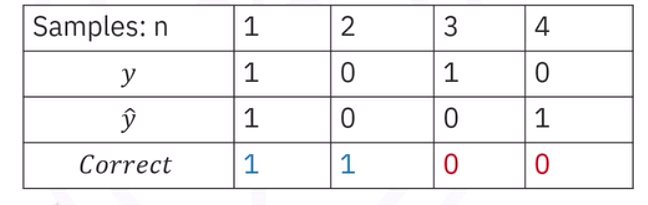 Samples: n 1 2 3 4
y 1 0 1 0
ŷ 1 0 0 1
Correct 1 1 0 0